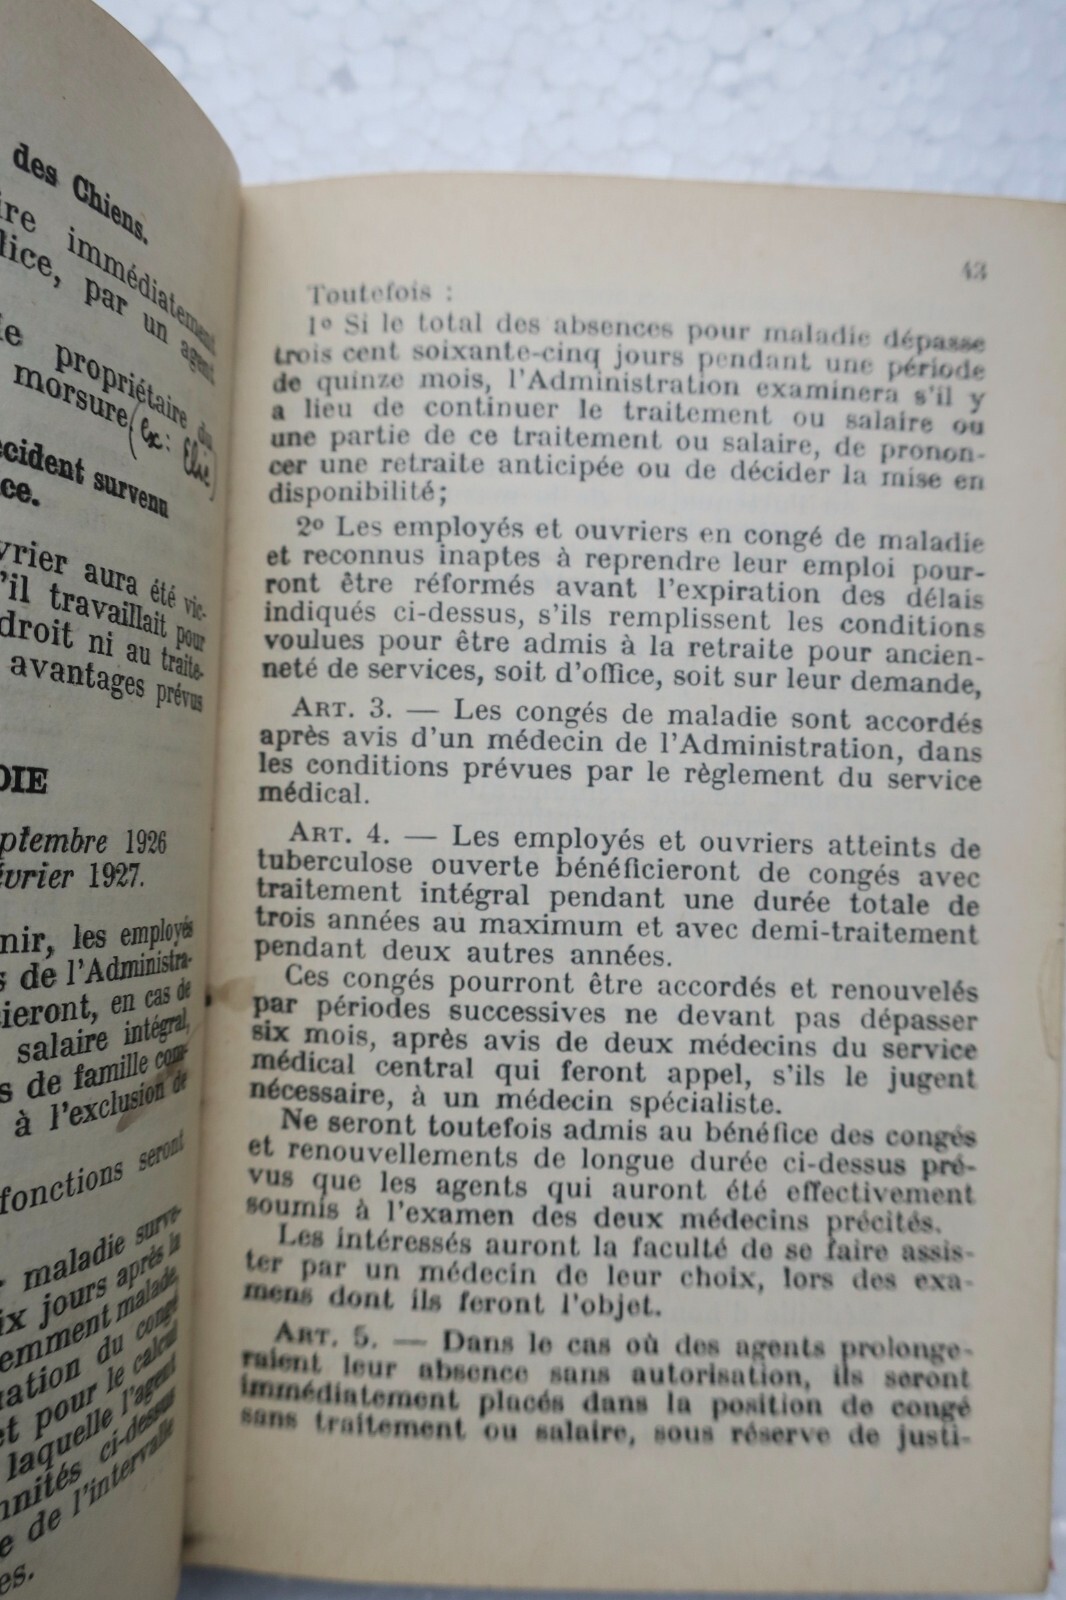 des Chiens.
immédiatement
par un agent
propriétaire du
morsure (ex: Elie)
survenu
aura été vic-
travaillait pour
droit ni au traite-
avantages prévus
1926
1927.
les employés
de l'Administra-
en cas de
salaire intégral,
de famille com-
à l'exclusion de
fonctions seront
maladie surve-
jours après la
malade,
du congé
et pour le calcul
laquelle l'agent
ci-dessus
de l'intervalle
43
Toutefois :
1o Si le total des absences pour maladie dépasse
trois cent soixante-cinq jours pendant une période
de quinze mois, l'Administration examinera s'il y
a lieu de continuer le traitement ou salaire ou
une partie de ce traitement ou salaire, de pronon-
cer une retraite anticipée ou de décider la mise en
disponibilité;
2o Les employés et ouvriers en congé de maladie
et reconnus inaptes à reprendre leur emploi pour-
ront être réformés avant l'expiration des délais
indiqués ci-dessus, s'ils remplissent les conditions
voulues pour être admis à la retraite pour ancien-
neté de services, soit d'office, soit sur leur demande,
ART. 3. — Les congés de maladie sont accordés
après avis d'un médecin de l'Administration, dans
les conditions prévues par le règlement du service
médical.
ART. 4. — Les employés et ouvriers atteints de
tuberculose ouverte bénéficieront de congés avec
traitement intégral pendant une durée totale de
trois années au maximum et avec demi-traitement
pendant deux autres années.
Ces congés pourront être accordés et renouvelés
par périodes successives ne devant pas dépasser
six mois, après avis de deux médecins du service
médical central qui feront appel, s'ils le jugent
nécessaire, à un médecin spécialiste.
Ne seront toutefois admis au bénéfice des congés
et renouvellements de longue durée ci-dessus pré-
vus que les agents qui auront été effectivement
soumis à l'examen des deux médecins précités.
Les intéressés auront la faculté de se faire assis-
ter par un médecin de leur choix, lors des exa-
mens dont ils feront l'objet.
ART. 5. — Dans le cas où des agents prolonge-
raient leur absence sans autorisation, ils seront
immédiatement placés dans la position de congé
sans traitement ou salaire, sous réserve de justi-